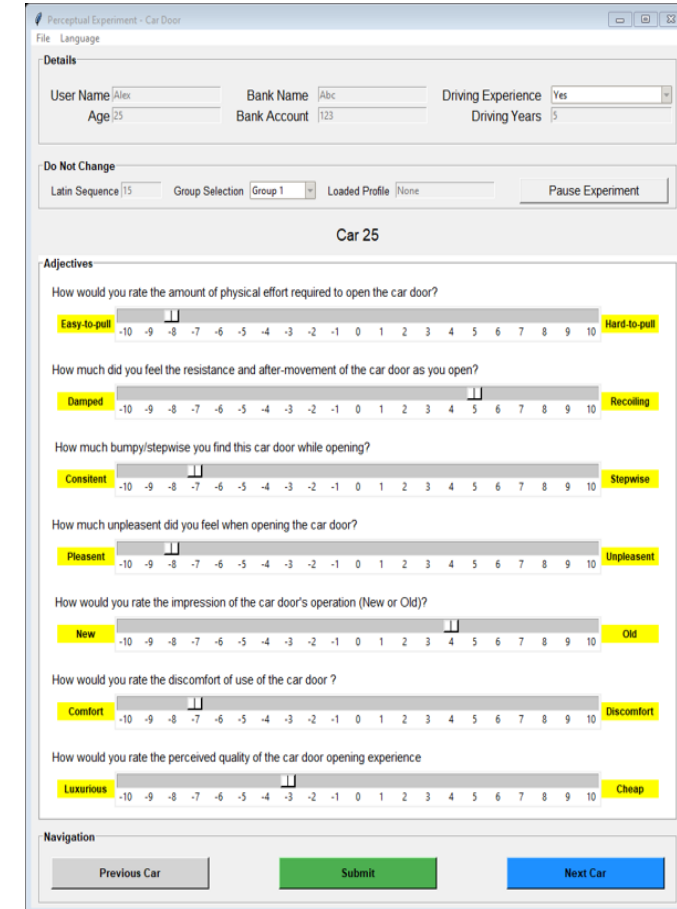 Perceptual Experiment - Car Door
File Language
Details
User Name Alex Bank Name Abc Driving Experience Yes
Age 25 Bank Account 123 Driving Years 5
Do Not Change
Latin Sequence 15 Group Selection Group 1 Loaded Profile None Pause Experiment
Car 25
Adjectives
How would you rate the amount of physical effort required to open the car door?
Easy-to-pull -10 -9 -8 -7 -6 -5 -4 -3 -2 -1 0 1 2 3 4 5 6 7 8 9 10 Hard-to-pull
How much did you feel the resistance and after-movement of the car door as you open?
Damped -10 -9 -8 -7 -6 -5 -4 -3 -2 -1 0 1 2 3 4 5 6 7 8 9 10 Recoiling
How much bumpy/stepwise you find this car door while opening?
Consitent -10 -9 -8 -7 -6 -5 -4 -3 -2 -1 0 1 2 3 4 5 6 7 8 9 10 Stepwise
How much unpleasent did you feel when opening the car door?
Pleasent -10 -9 -8 -7 -6 -5 -4 -3 -2 -1 0 1 2 3 4 5 6 7 8 9 10 Unpleasent
How would you rate the impression of the car door's operation (New or Old)?
New -10 -9 -8 -7 -6 -5 -4 -3 -2 -1 0 1 2 3 4 5 6 7 8 9 10 Old
How would you rate the discomfort of use of the car door ?
Comfort -10 -9 -8 -7 -6 -5 -4 -3 -2 -1 0 1 2 3 4 5 6 7 8 9 10 Discomfort
How would you rate the perceived quality of the car door opening experience
Luxurious -10 -9 -8 -7 -6 -5 -4 -3 -2 -1 0 1 2 3 4 5 6 7 8 9 10 Cheap
Navigation
Previous Car Submit Next Car